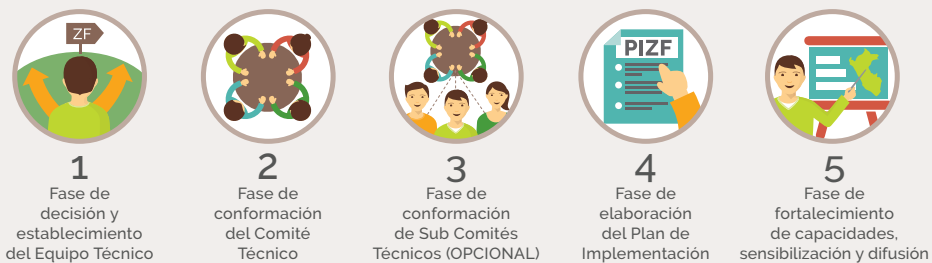 ZF
1
Fase de
decisión y
establecimiento
del Equipo Técnico
2
Fase de
conformación
del Comité
Técnico
3
Fase de
conformación
de Sub Comités
Técnicos (OPCIONAL)
PIZF
4
Fase de
elaboración
del Plan de
Implementación
5
Fase de
fortalecimiento
de capacidades,
sensibilización y difusión